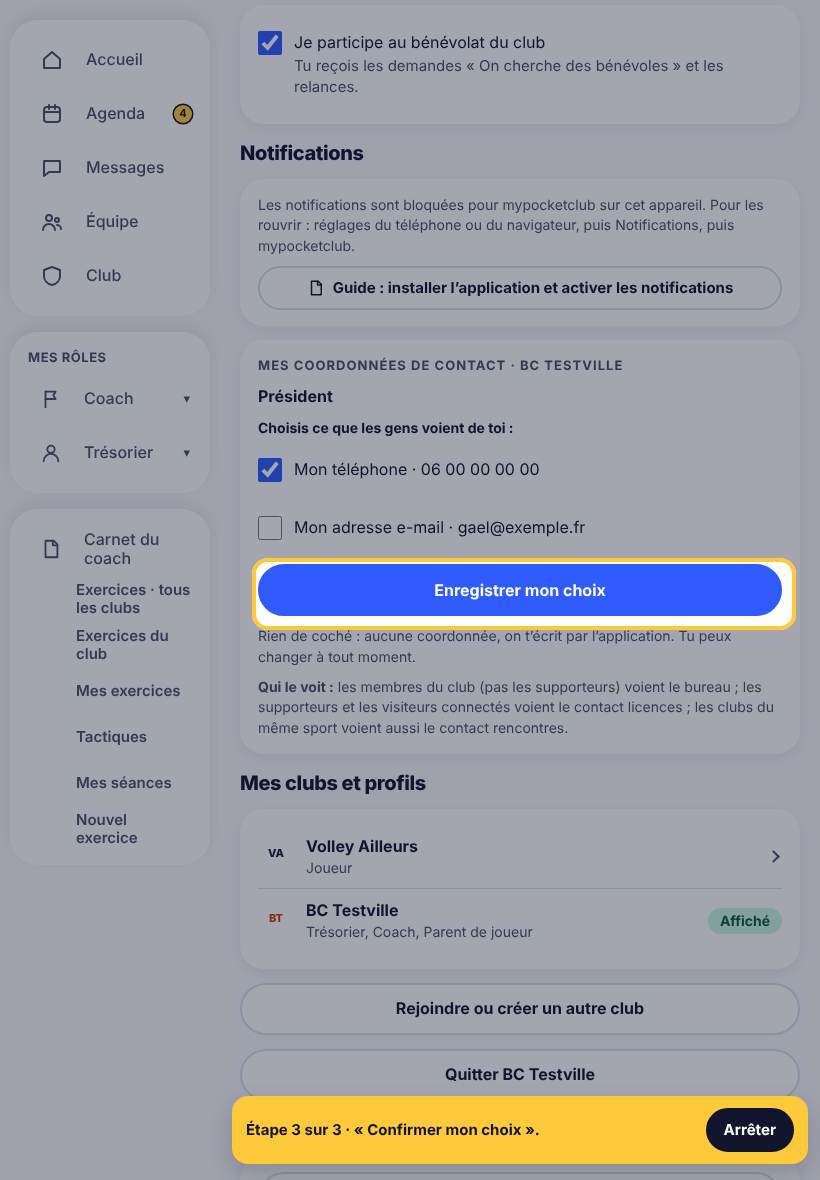 Accueil
Agenda
4
Messages
Équipe
Club
MES RÔLES
Coach
Trésorier
Carnet du
coach
Exercices · tous
les clubs
Exercices du
club
Mes exercices
Tactiques
Mes séances
Nouvel
exercice
Je participe au bénévolat du club
Tu reçois les demandes « On cherche des bénévoles » et les
relances.
Notifications
Les notifications sont bloquées pour mypocketclub sur cet appareil. Pour les
rouvrir : réglages du téléphone ou du navigateur, puis Notifications, puis
mypocketclub.
Guide : installer l’application et activer les notifications
MES COORDONNÉES DE CONTACT · BC TESTVILLE
Président
Choisis ce que les gens voient de toi :
Mon téléphone · 06 00 00 00 00
Mon adresse e-mail · gael@exemple.fr
Enregistrer mon choix
Rien de coché : aucune coordonnée, on t’écrit par l’application. Tu peux
changer à tout moment.
Qui le voit : les membres du club (pas les supporteurs) voient le bureau ; les
supporteurs et les visiteurs connectés voient le contact licences ; les clubs du
même sport voient aussi le contact rencontres.
Mes clubs et profils
VA
Volley Ailleurs
Joueur
BT
BC Testville
Trésorier, Coach, Parent de joueur
Affiché
Rejoindre ou créer un autre club
Quitter BC Testville
Étape 3 sur 3 · « Confirmer mon choix ».
Arrêter